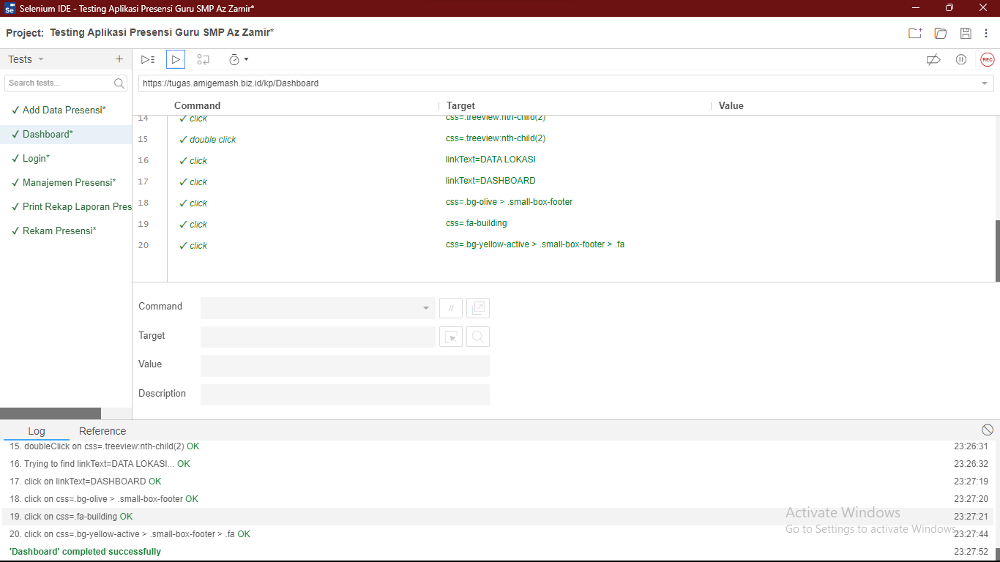 Se Selenium IDE - Testing Aplikasi Presensi Guru SMP Az Zamir*
Project: Testing Aplikasi Presensi Guru SMP Az Zamir*
Tests
+
REC
Search tests...
https://tugas.amigemash.biz.id/kp/Dashboard
Command Target Value
✓ Add Data Presensi*
✓ Dashboard*
✓ Login*
✓ Manajemen Presensi*
✓ Print Rekap Laporan Pres
✓ Rekam Presensi*
14 ✓ click css=.treeview:nth-child(2)
15 ✓ double click css=.treeview:nth-child(2)
16 ✓ click linkText=DATA LOKASI
17 ✓ click linkText=DASHBOARD
18 ✓ click css=.bg-olive > .small-box-footer
19 ✓ click css=.fa-building
20 ✓ click css=.bg-yellow-active > .small-box-footer > .fa
Command //
Target
Value
Description
Log Reference
15. doubleClick on css=.treeview:nth-child(2) OK 23:26:31
16. Trying to find linkText=DATA LOKASI... OK 23:26:32
17. click on linkText=DASHBOARD OK 23:27:19
18. click on css=.bg-olive > .small-box-footer OK 23:27:20
19. click on css=.fa-building OK 23:27:21
20. click on css=.bg-yellow-active > .small-box-footer > .fa OK 23:27:44
'Dashboard' completed successfully 23:27:52
Activate Windows
Go to Settings to activate Windows.